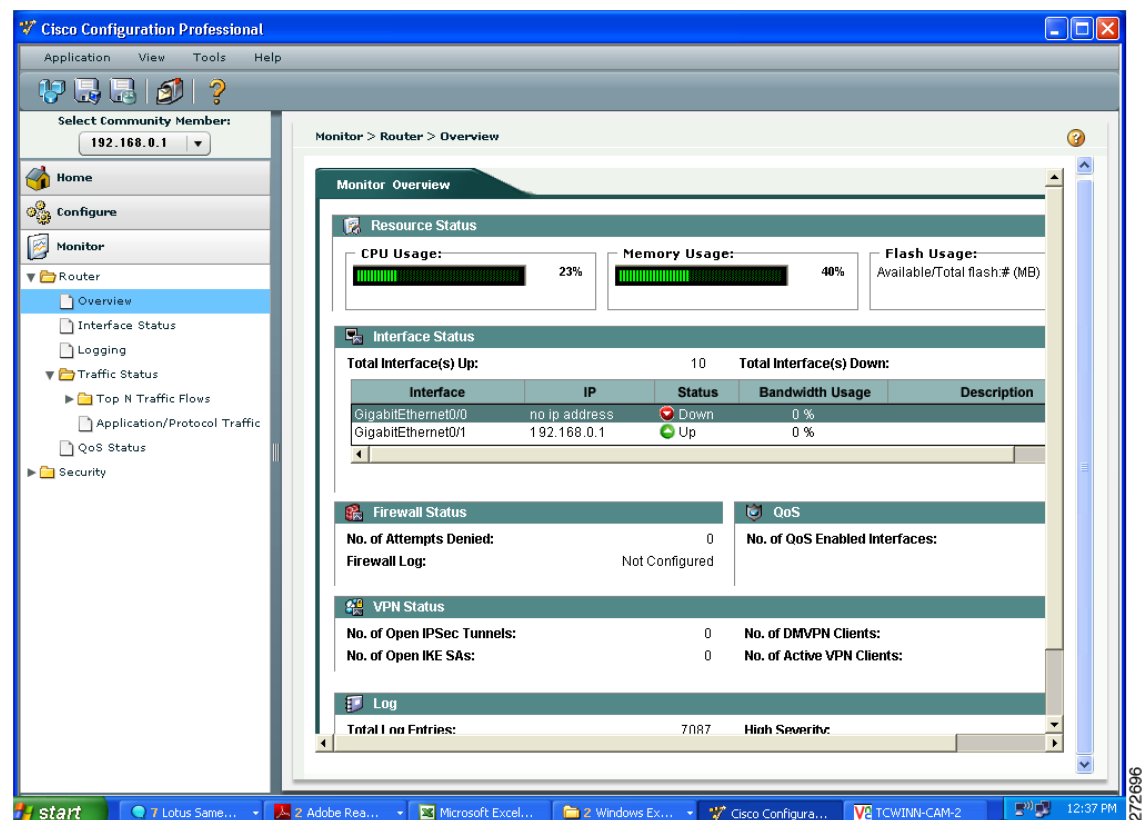 Cisco Configuration Professional
Application View Tools Help
Select Community Member:
192.168.0.1
Home
Configure
Monitor
Router
Overview
Interface Status
Logging
Traffic Status
Top N Traffic Flows
Application/Protocol Traffic
QoS Status
Security
Monitor > Router > Overview
Monitor Overview
Resource Status
CPU Usage: Memory Usage: Flash Usage:
23% 40% Available/Total flash:# (MB)
Interface Status
Total Interface(s) Up: 10 Total Interface(s) Down:
Interface IP Status Bandwidth Usage Description
GigabitEthernet0/0 no ip address Down 0 %
GigabitEthernet0/1 192.168.0.1 Up 0 %
Firewall Status
No. of Attempts Denied: 0
Firewall Log: Not Configured
QoS
No. of QoS Enabled Interfaces:
VPN Status
No. of Open IPSec Tunnels: 0 No. of DMVPN Clients:
No. of Open IKE SAs: 0 No. of Active VPN Clients:
Log
Total Log Entries: 7087 High Severity:
start 7 Lotus Same... 2 Adobe Rea... Microsoft Excel... 2 Windows Ex... Cisco Configura... TCWINN-CAM-2 12:37 PM
272696